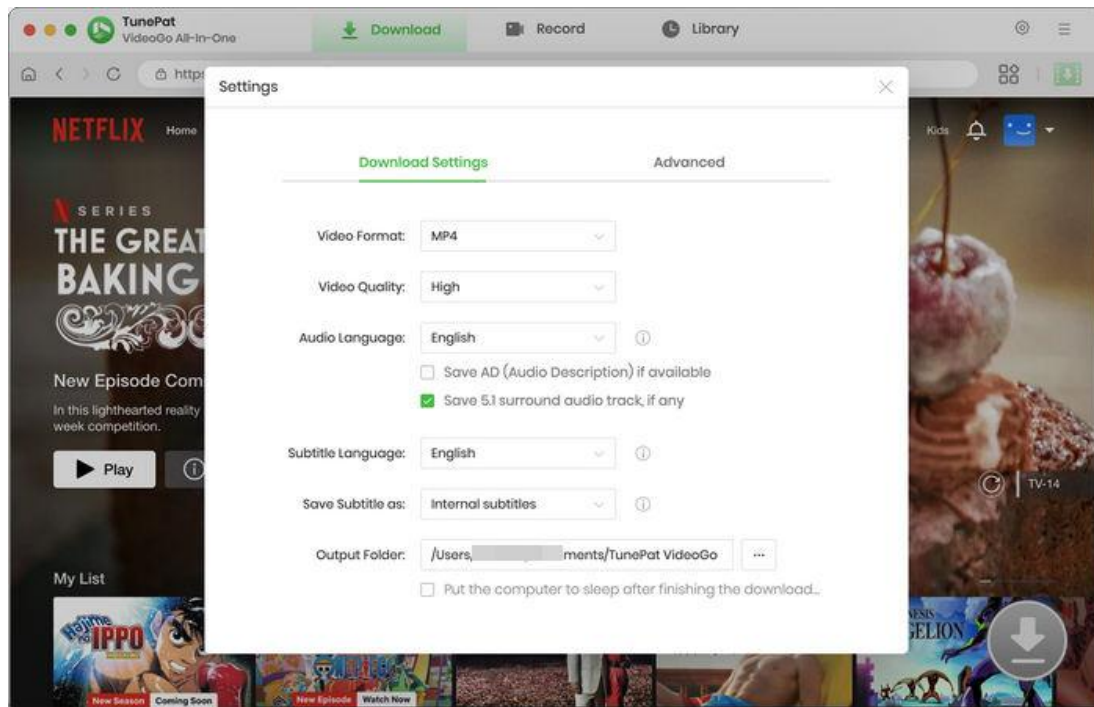 TunePat
VideoGo All-In-One
Download
Record
Library
http
Settings
NETFLIX
Home
Kids
Download Settings
Advanced
N SERIES
THE GREAT
BAKING
New Episode Com
In this lighthearted reality
week competition.
Play
Video Format: MP4
Video Quality: High
Audio Language: English
Save AD (Audio Description) if available
Save 5.1 surround audio track, if any
Subtitle Language: English
Save Subtitle as: Internal subtitles
Output Folder: /Users, ments/TunePat VideoGo ...
Put the computer to sleep after finishing the download...
TV-14
My List
Hajime no IPPO
New Season Coming Soon
New Episode Watch Now
NESIS
GELION